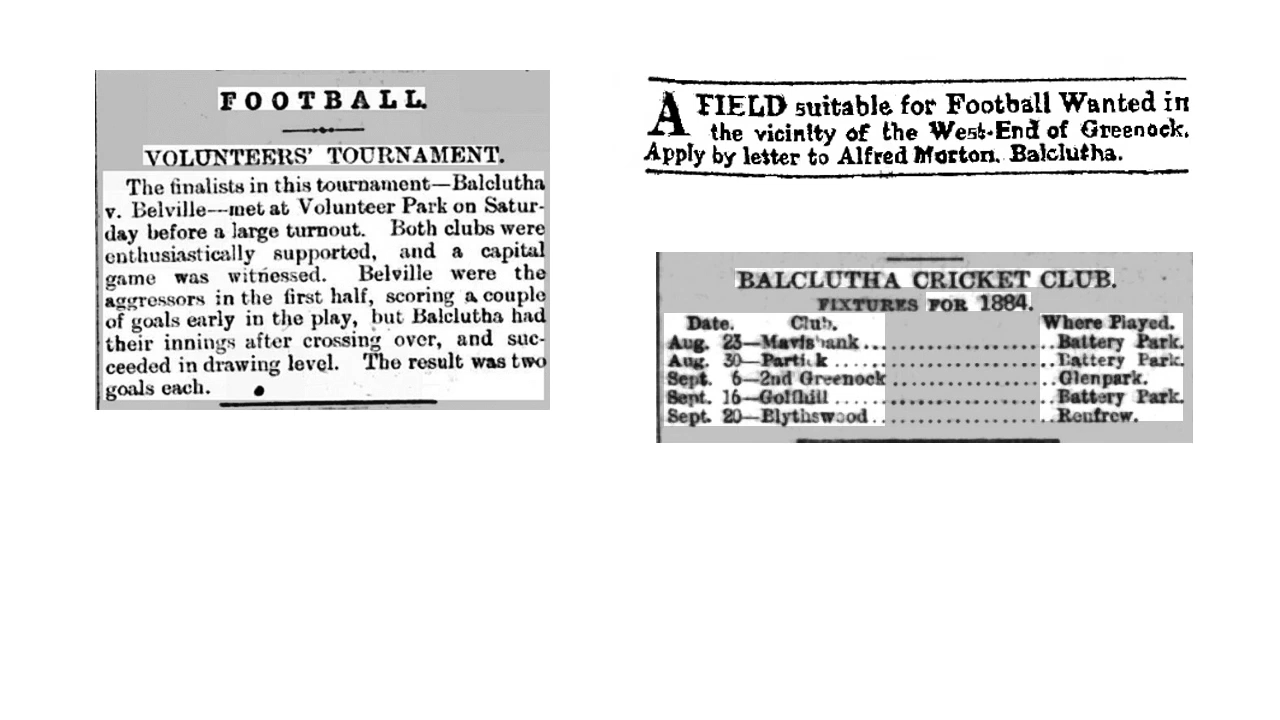 FOOTBALL.
VOLUNTEERS' TOURNAMENT.
The finalists in this tournament—Balclutha
v. Belville—met at Volunteer Park on Satur-
day before a large turnout. Both clubs were
enthusiastically supported, and a capital
game was witnessed. Belville were the
aggressors in the first half, scoring a couple
of goals early in the play, but Balclutha had
their innings after crossing over, and suc-
ceeded in drawing level. The result was two
goals each.
A FIELD suitable for Football Wanted in
the vicinity of the West-End of Greenock.
Apply by letter to Alfred Morton, Balclutha.
BALCLUTHA CRICKET CLUB.
FIXTURES FOR 1884.
Date. Club. Where Played.
Aug. 23—Mavisbank.......................Battery Park.
Aug. 30—Partick.......................Battery Park.
Sept. 6—2nd Greenock.......................Glenpark.
Sept. 16—Golfhill.......................Battery Park.
Sept. 20—Blythswood.......................Renfrew.